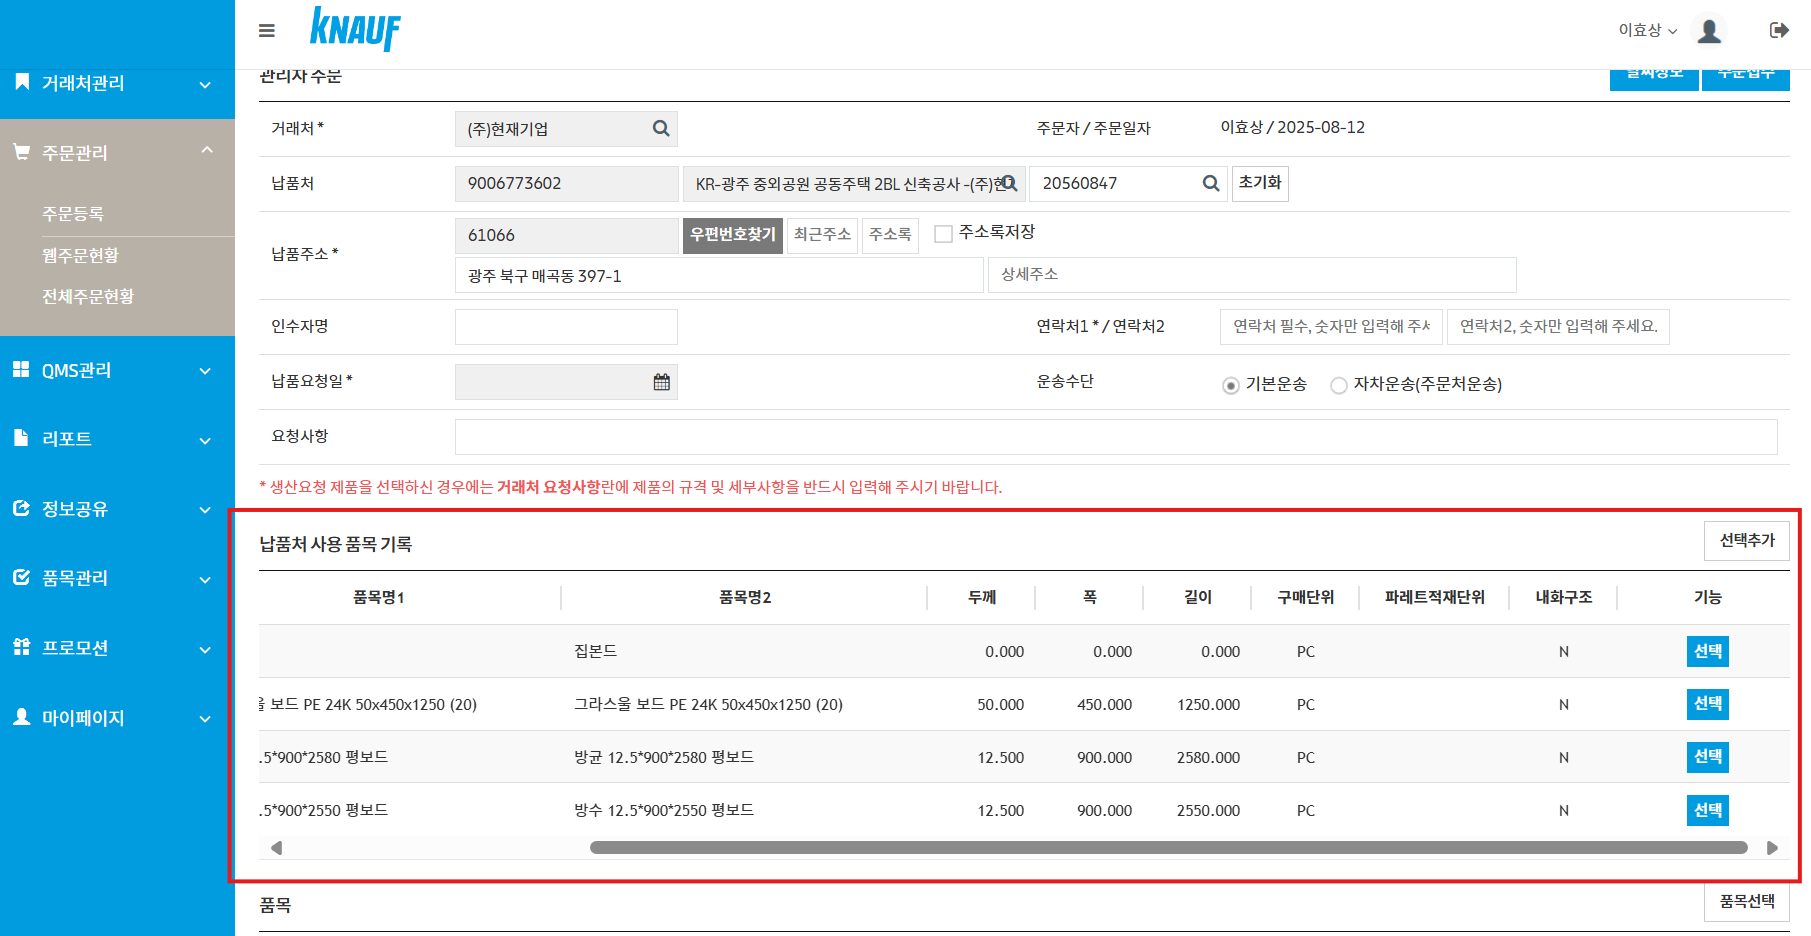 KNAUF
이효상
거래처관리
주문관리
주문등록
웹주문현황
전체주문현황
QMS관리
리포트
정보공유
품목관리
프로모션
마이페이지
관리자 주문
날씨정보 주문접수
거래처 * (주)현재기업 주문자 / 주문일자 이효상 / 2025-08-12
납품처 9006773602 KR-광주 중외공원 공동주택 2BL 신축공사 -(주) 20560847 초기화
납품주소 * 61066 우편번호찾기 최근주소 주소록 주소록저장
광주 북구 매곡동 397-1 상세주소
인수자명 연락처1 * / 연락처2 연락처 필수, 숫자만 입력해 연락처2, 숫자만 입력해 주세요.
납품요청일 * 운송수단 기본운송 자차운송(주문처운송)
요청사항
* 생산요청 제품을 선택하신 경우에는 거래처 요청사항란에 제품의 규격 및 세부사항을 반드시 입력해 주시기 바랍니다.
납품처 사용 품목 기록 선택추가
품목명1 품목명2 두께 폭 길이 구매단위 파레트적재단위 내화구조 기능
집본드 0.000 0.000 0.000 PC N 선택
보드 PE 24K 50x450x1250 (20) 그라스울 보드 PE 24K 50x450x1250 (20) 50.000 450.000 1250.000 PC N 선택
.5*900*2580 평보드 방균 12.5*900*2580 평보드 12.500 900.000 2580.000 PC N 선택
.5*900*2550 평보드 방수 12.5*900*2550 평보드 12.500 900.000 2550.000 PC N 선택
품목 품목선택